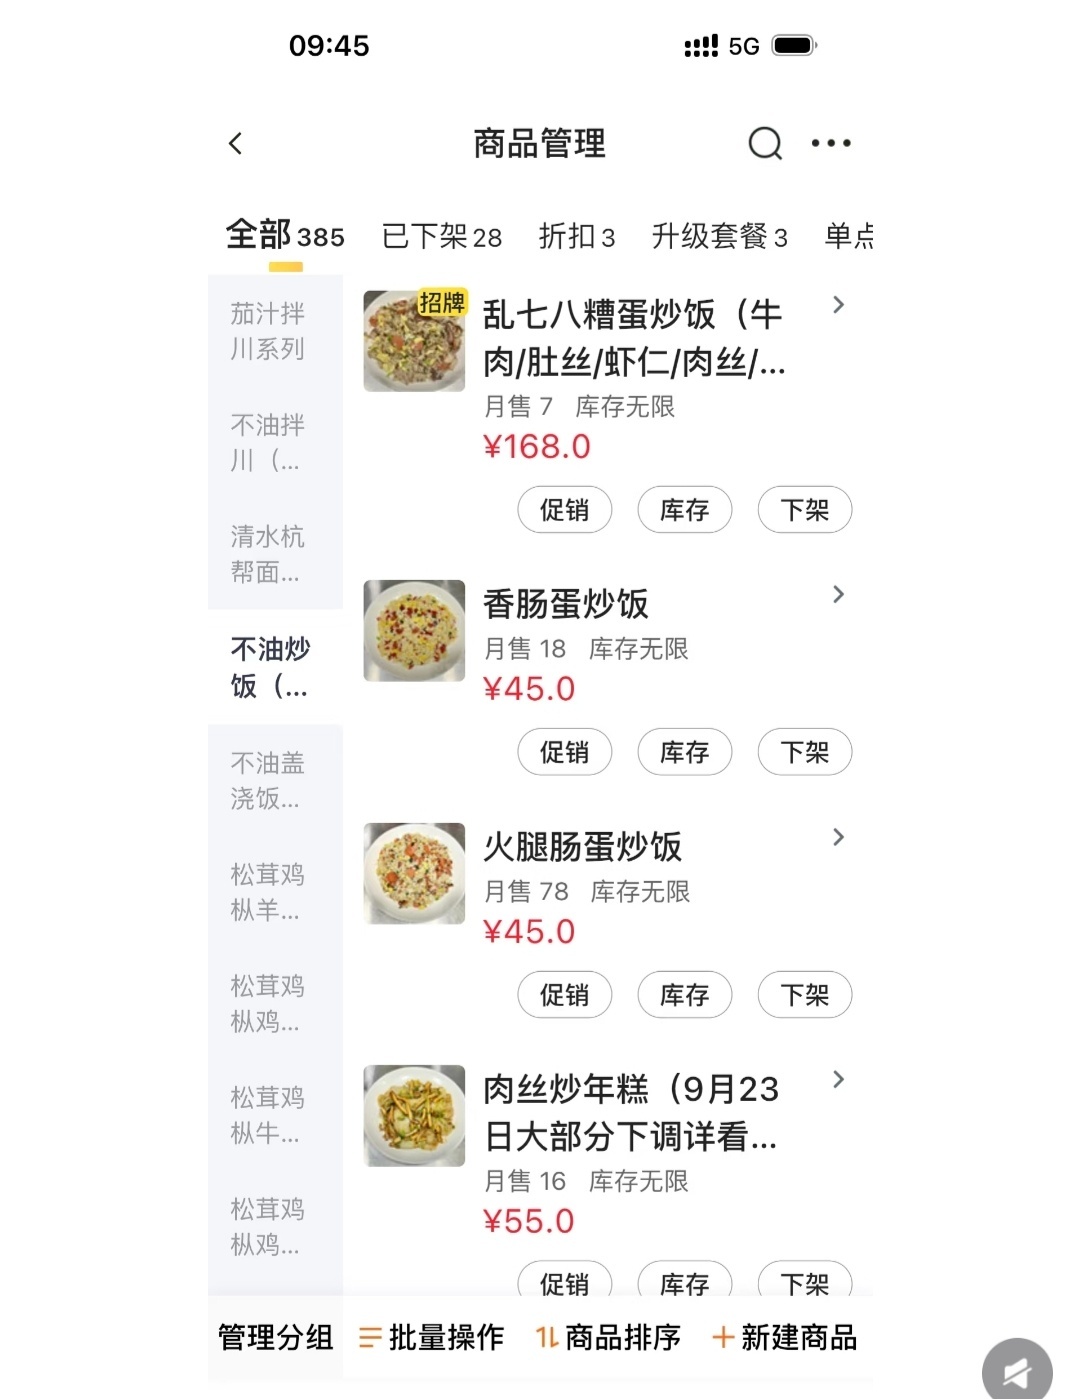 09:45
5G
商品管理
全部 385 已下架 28 折扣 3 升级套餐 3 单点
茄汁拌
川系列
不油拌
川（...
清水杭
帮面...
不油炒
饭（...
不油盖
浇饭...
松茸鸡
枞羊...
松茸鸡
枞鸡...
松茸鸡
枞牛...
松茸鸡
枞鸡...
招牌
乱七八糟蛋炒饭（牛
肉/肚丝/虾仁/肉丝/...
月售 7 库存无限
¥168.0
促销 库存 下架
香肠蛋炒饭
月售 18 库存无限
¥45.0
促销 库存 下架
火腿肠蛋炒饭
月售 78 库存无限
¥45.0
促销 库存 下架
肉丝炒年糕（9月23
日大部分下调详看...
月售 16 库存无限
¥55.0
促销 库存 下架
管理分组 批量操作 商品排序 新建商品